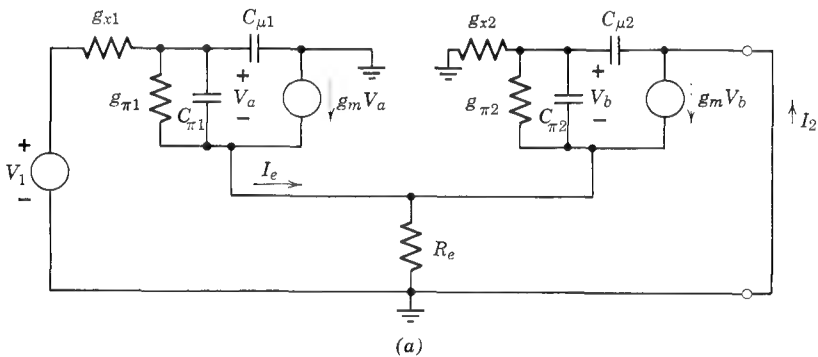 g_{x1}
C_{μ1}
g_{x2}
C_{μ2}
g_{π1}
+
V_a
−
C_{π1}
g_m V_a
g_{π2}
+
V_b
−
C_{π2}
g_m V_b
I_2
+
V_1
−
I_e
R_e
(a)